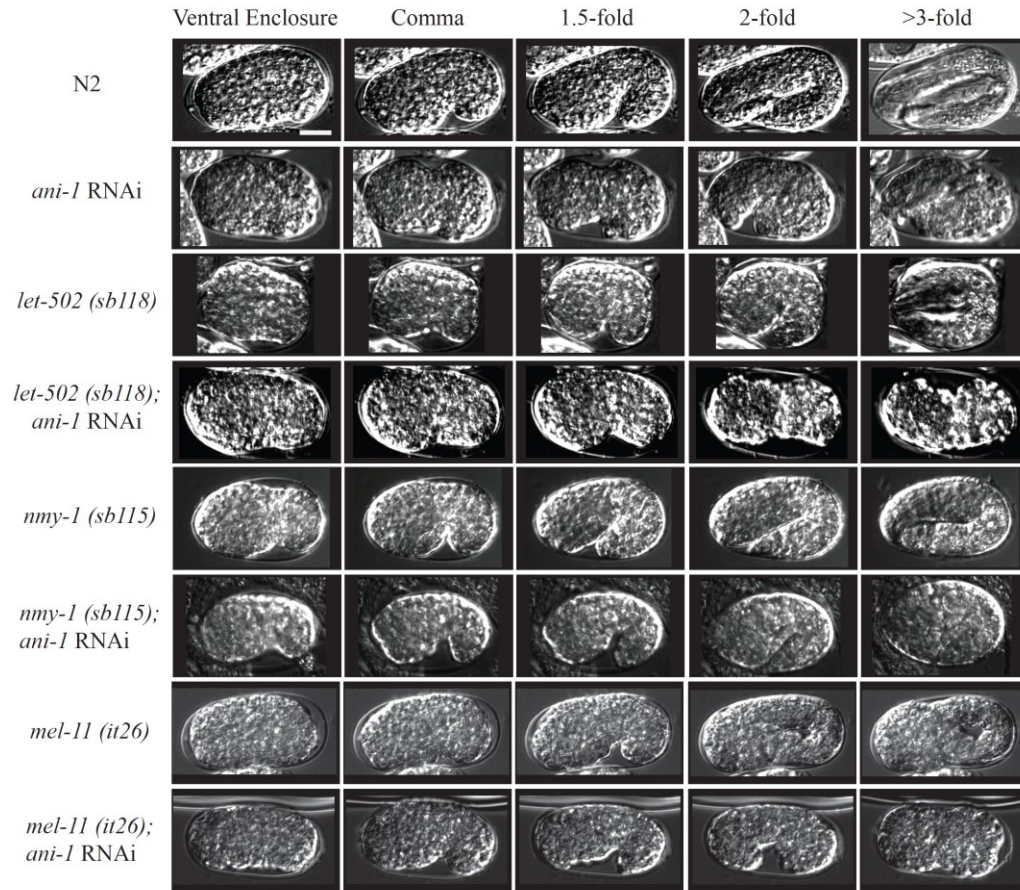 Ventral Enclosure Comma 1.5-fold 2-fold >3-fold
N2
ani-1 RNAi
let-502 (sb118)
let-502 (sb118);
ani-1 RNAi
nmy-1 (sb115)
nmy-1 (sb115);
ani-1 RNAi
mel-11 (it26)
mel-11 (it26);
ani-1 RNAi